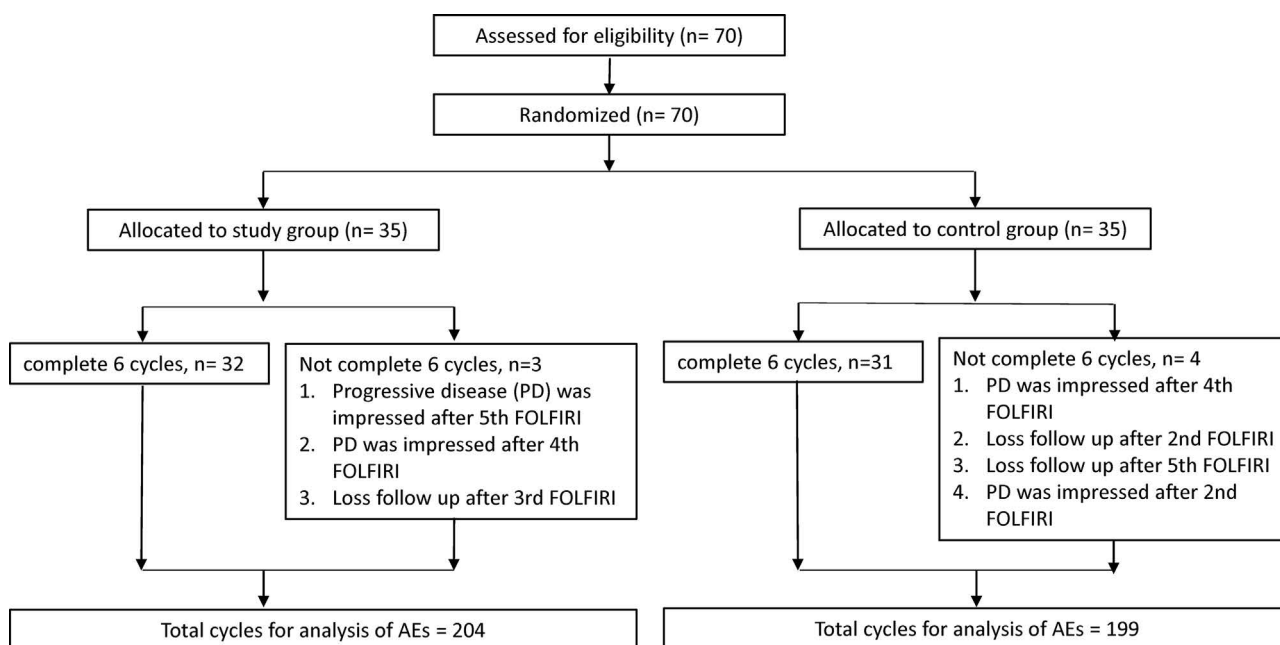 Assessed for eligibility (n= 70)
Randomized (n= 70)
Allocated to study group (n= 35)
Allocated to control group (n= 35)
complete 6 cycles, n= 32
Not complete 6 cycles, n=3
1. Progressive disease (PD) was
impressed after 5th FOLFIRI
2. PD was impressed after 4th
FOLFIRI
3. Loss follow up after 3rd FOLFIRI
complete 6 cycles, n=31
Not complete 6 cycles, n= 4
1. PD was impressed after 4th
FOLFIRI
2. Loss follow up after 2nd FOLFIRI
3. Loss follow up after 5th FOLFIRI
4. PD was impressed after 2nd
FOLFIRI
Total cycles for analysis of AEs = 204
Total cycles for analysis of AEs = 199